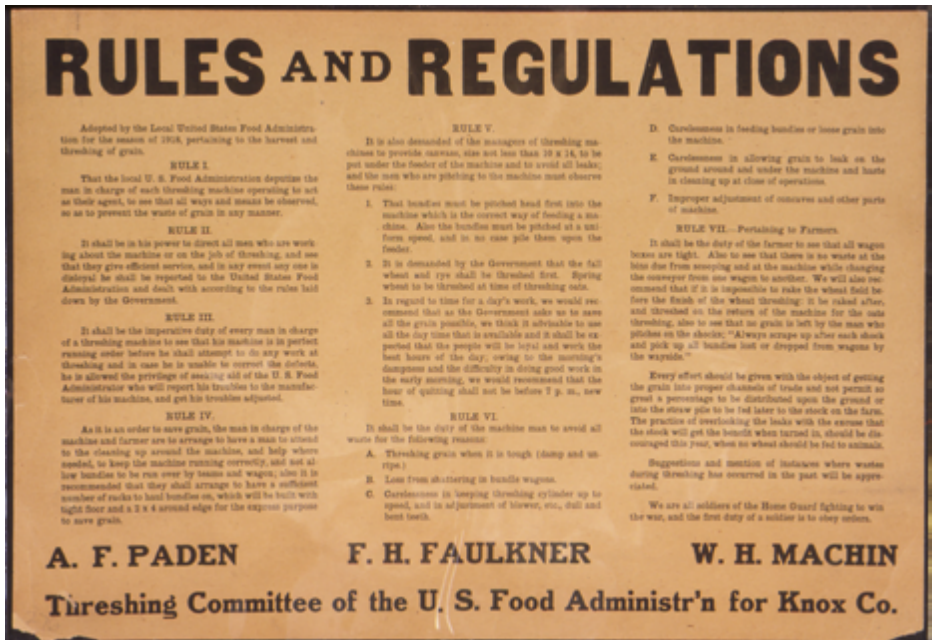 RULES AND REGULATIONS
Adopted by the Local United States Food Administra-
tion for the season of 1918, pertaining to the harvest and
threshing of grain.
RULE I.
That the local U. S. Food Administration deputize the
man in charge of each threshing machine operating to act
as their agent, to see that all ways and means be observed,
so as to prevent the waste of grain in any manner.
RULE II.
It shall be in his power to direct all men who are work-
ing about the machine or on the job of threshing, and see
that they give efficient service, and in any event any one is
disloyal he shall be reported to the United States Food
Administration and dealt with according to the rules laid
down by the Government.
RULE III.
It shall be the imperative duty of every man in charge
of a threshing machine to see that his machine is in perfect
running order before he shall attempt to do any work at
threshing and in case he is unable to correct the defects,
he is allowed the privilege of seeking aid of the U. S. Food
Administrator who will report his troubles to the manufac-
turer of his machine, and get his troubles adjusted.
RULE IV.
As it is an order to save grain, the man in charge of the
machine and farmer are to arrange to have a man to attend
to the cleaning up around the machine, and help where
needed, to keep the machine running correctly, and not al-
low bundles to be run over by teams and wagon; also it is
recommended that they shall arrange to have a sufficient
number of racks to haul bundles on, which will be built with
tight floor and a 2 x 4 around edge for the express purpose
to save grain.
RULE V.
It is also demanded of the managers of threshing ma-
chines to provide canvass, size not less than 10 x 14, to be
put under the feeder of the machine and to avoid all leaks;
and the men who are pitching to the machine must observe
these rules:
1. That bundles must be pitched head first into the
machine which is the correct way of feeding a ma-
chine. Also the bundles must be pitched at a uni-
form speed, and in no case pile them upon the
feeder.
2. It is demanded by the Government that the fall
wheat and rye shall be threshed first. Spring
wheat to be threshed at time of threshing oats.
3. In regard to time for a day's work, we would rec-
ommend that as the Government asks us to save
all the grain possible, we think it advisable to use
all the day time that is available and it shall be ex-
pected that the people will be loyal and work the
best hours of the day; owing to the morning's
dampness and the difficulty in doing good work in
the early morning, we would recommend that the
hour of quitting shall not be before 7 p. m., new
time.
RULE VI.
It shall be the duty of the machine man to avoid all
waste for the following reasons:
A. Threshing grain when it is tough (damp and un-
ripe.)
B. Loss from shattering in bundle wagons.
C. Carelessness in keeping threshing cylinder up to
speed, and in adjustment of blower, etc., dull and
bent teeth.
D. Carelessness in feeding bundles or loose grain into
the machine.
E. Carelessness in allowing grain to leak on the
ground around and under the machine and haste
in cleaning up at close of operations.
F. Improper adjustment of concaves and other parts
of machine.
RULE VII.—Pertaining to Farmers.
It shall be the duty of the farmer to see that all wagon
boxes are tight. Also to see that there is no waste at the
bins due from scooping and at the machine while changing
the conveyor from one wagon to another. We will also rec-
ommend that if it is impossible to rake the wheat field be-
fore the finish of the wheat threshing; it be raked after,
and threshed on the return of the machine for the oats
threshing, also to see that no grain is left by the man who
pitches on the shocks; "Always scrape up after each shock
and pick up all bundles lost or dropped from wagons by
the wayside."
Every effort should be given with the object of getting
the grain into proper channels of trade and not permit so
great a percentage to be distributed upon the ground or
into the straw pile to be fed later to the stock on the farm.
The practice of overlooking the leaks with the excuse that
the stock will get the benefit when turned in, should be dis-
couraged this year, when no wheat should be fed to animals.
Suggestions and mention of instances where wastes
during threshing has occurred in the past will be appre-
ciated.
We are all soldiers of the Home Guard fighting to win
the war, and the first duty of a soldier is to obey orders.
A. F. PADEN F. H. FAULKNER W. H. MACHIN
Threshing Committee of the U. S. Food Administr'n for Knox Co.